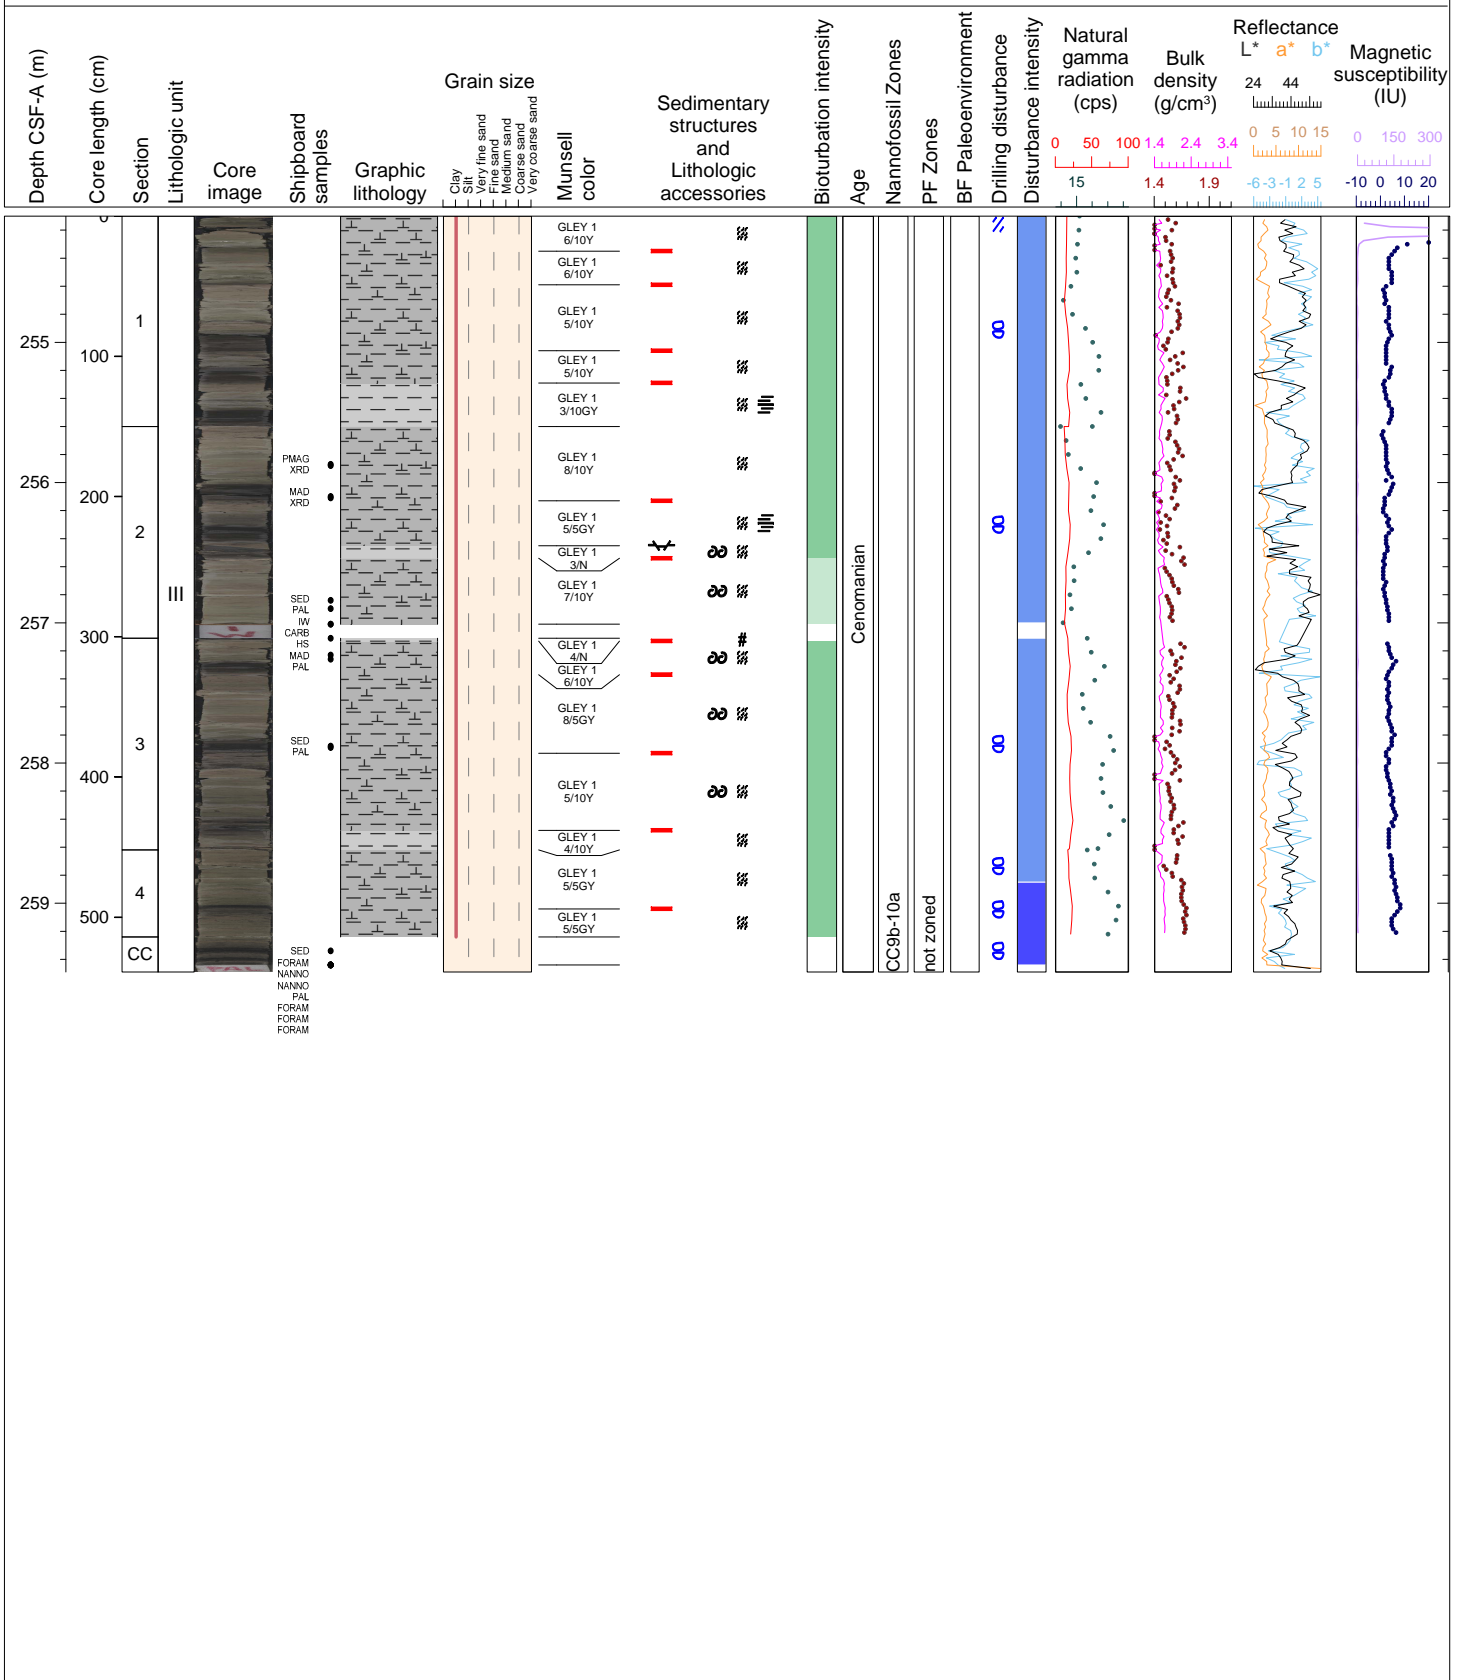 Depth CSF-A (m)
Core length (cm)
Section
Lithologic unit
Core
image
Shipboard
samples
Graphic
lithology
Grain size
Clay
Silt
Very fine sand
Fine sand
Medium sand
Coarse sand
Very coarse sand
Munsell
color
Sedimentary
structures
and
Lithologic
accessories
Bioturbation intensity
Age
Nannofossil Zones
PF Zones
BF Paleoenvironment
Drilling disturbance
Disturbance intensity
Natural
gamma
radiation
(cps)
0 50 100
15
Bulk
density
(g/cm³)
1.4 2.4 3.4
1.4 1.9
Reflectance
L* a* b*
24 44
0 5 10 15
-6 -3 -1 2 5
Magnetic
susceptibility
(IU)
0 150 300
-10 0 10 20
255
256
257
258
259
0
100
200
300
400
500
1
2
3
4
CC
III
PMAG
XRD
MAD
XRD
SED
PAL
IW
CARB
HS
MAD
PAL
SED
PAL
SED
FORAM
NANNO
NANNO
PAL
FORAM
FORAM
FORAM
GLEY 1
6/10Y
GLEY 1
6/10Y
GLEY 1
5/10Y
GLEY 1
5/10Y
GLEY 1
3/10GY
GLEY 1
8/10Y
GLEY 1
5/5GY
GLEY 1
3/N
GLEY 1
7/10Y
GLEY 1
4/N
GLEY 1
6/10Y
GLEY 1
8/5GY
GLEY 1
5/10Y
GLEY 1
4/10Y
GLEY 1
5/5GY
GLEY 1
5/5GY
#
Cenomanian
CC9b-10a
not zoned